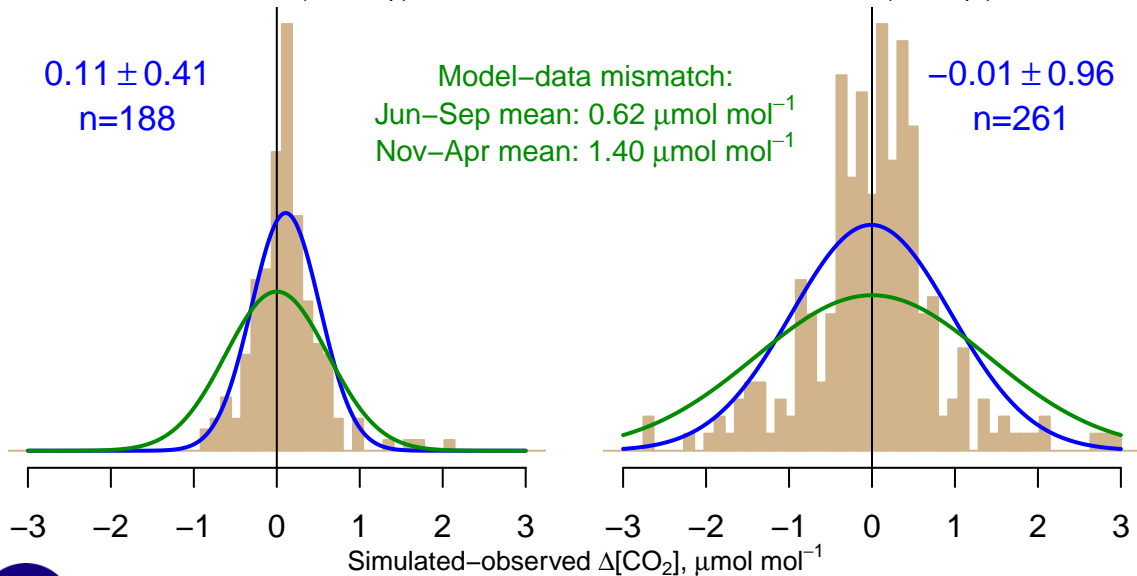 0.11 ± 0.41
n=188
Model−data mismatch:
Jun−Sep mean: 0.62 μmol mol⁻¹
Nov−Apr mean: 1.40 μmol mol⁻¹
−0.01 ± 0.96
n=261
−3 −2 −1 0 1 2 3
−3 −2 −1 0 1 2 3
Simulated−observed Δ[CO₂], μmol mol⁻¹